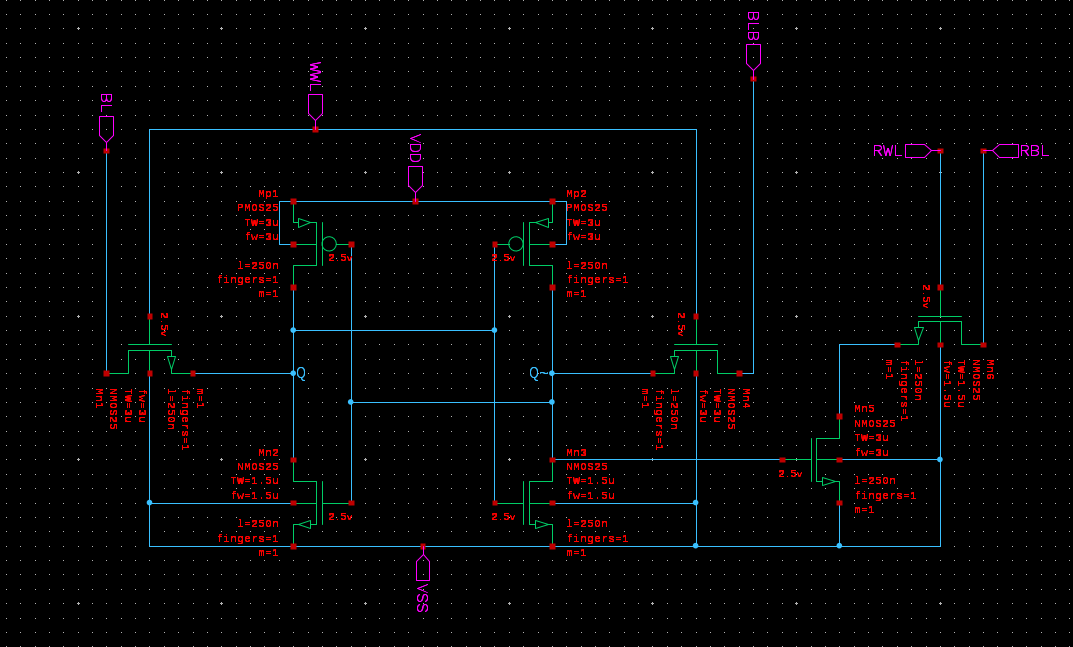 BLB
WWL
BL
VDD
RWL
RBL
Mp1
PMOS25
TW=3u
fw=3u
2.5v
l=250n
fingers=1
m=1
Mp2
PMOS25
TW=3u
fw=3u
2.5v
l=250n
fingers=1
m=1
2.5v
Mn1
NMOS25
TW=3u
fw=3u
l=250n
fingers=1
m=1
Q
Q~
2.5v
Mn4
NMOS25
TW=3u
fw=3u
l=250n
fingers=1
m=1
2.5v
Mn6
NMOS25
TW=1.5u
fw=1.5u
l=250n
fingers=1
m=1
Mn2
NMOS25
TW=1.5u
fw=1.5u
2.5v
l=250n
fingers=1
m=1
Mn3
NMOS25
TW=1.5u
fw=1.5u
2.5v
l=250n
fingers=1
m=1
Mn5
NMOS25
TW=3u
fw=3u
2.5v
l=250n
fingers=1
m=1
VSS